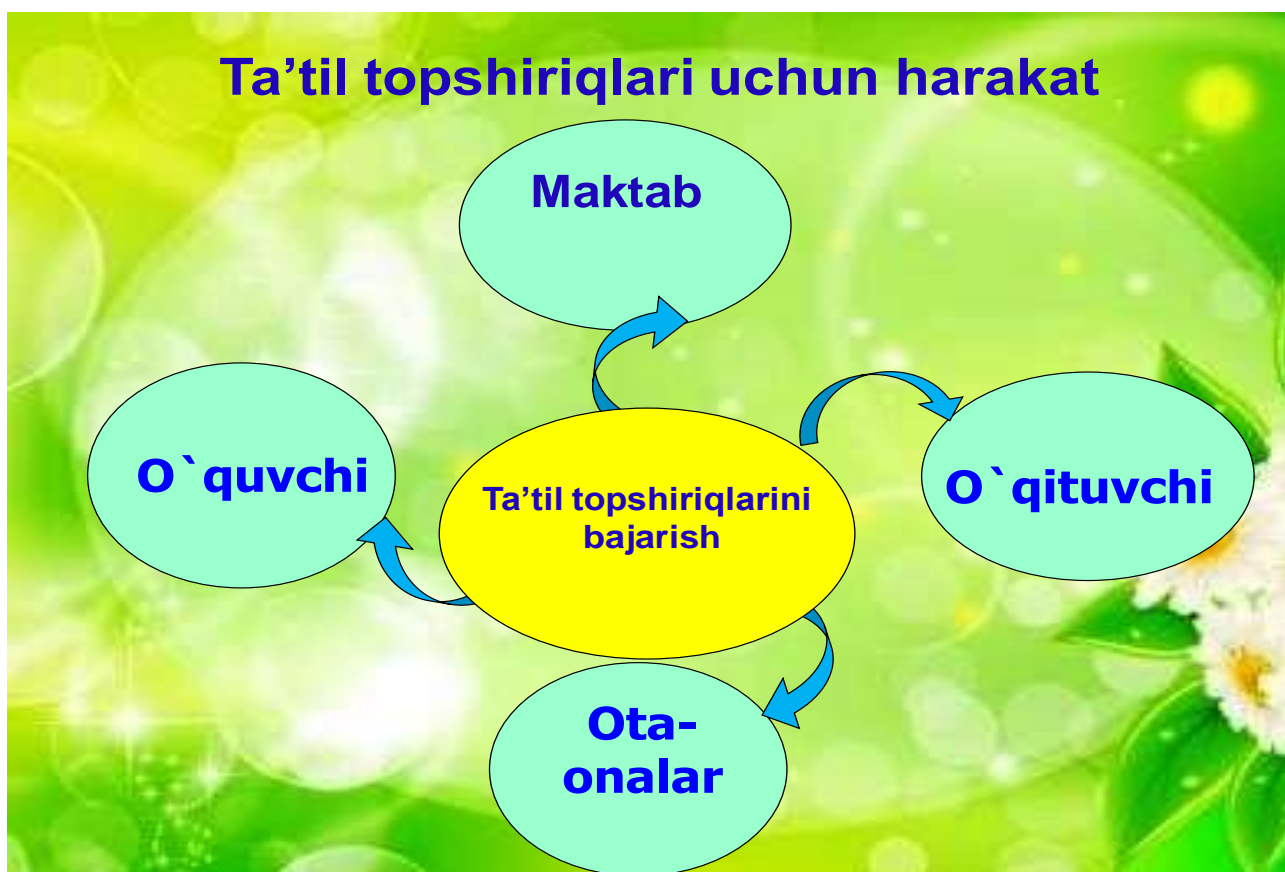 Ta’til topshiriqlari uchun harakat
Maktab
O`quvchi
Ta’til topshiriqlarini
bajarish
O`qituvchi
Ota-
onalar